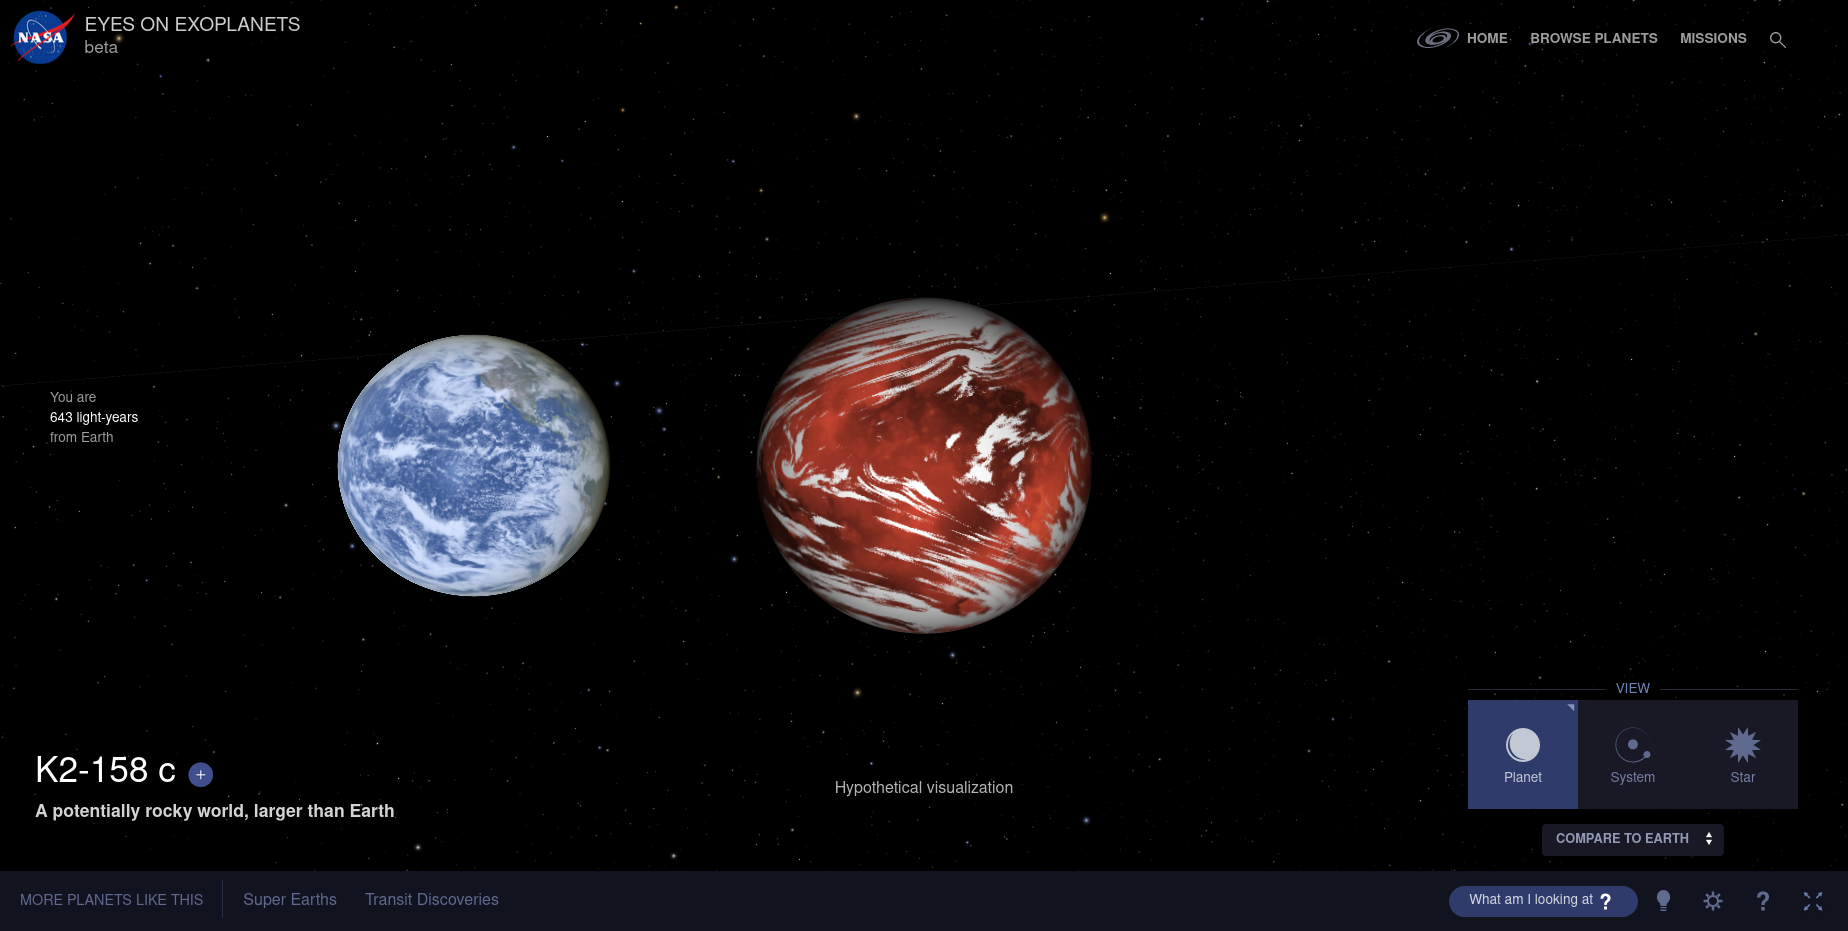 NASA
EYES ON EXOPLANETS
beta
HOME
BROWSE PLANETS
MISSIONS
You are
643 light-years
from Earth
VIEW
Planet
System
Star
K2-158 c +
A potentially rocky world, larger than Earth
Hypothetical visualization
COMPARE TO EARTH
MORE PLANETS LIKE THIS
Super Earths
Transit Discoveries
What am I looking at ?
?